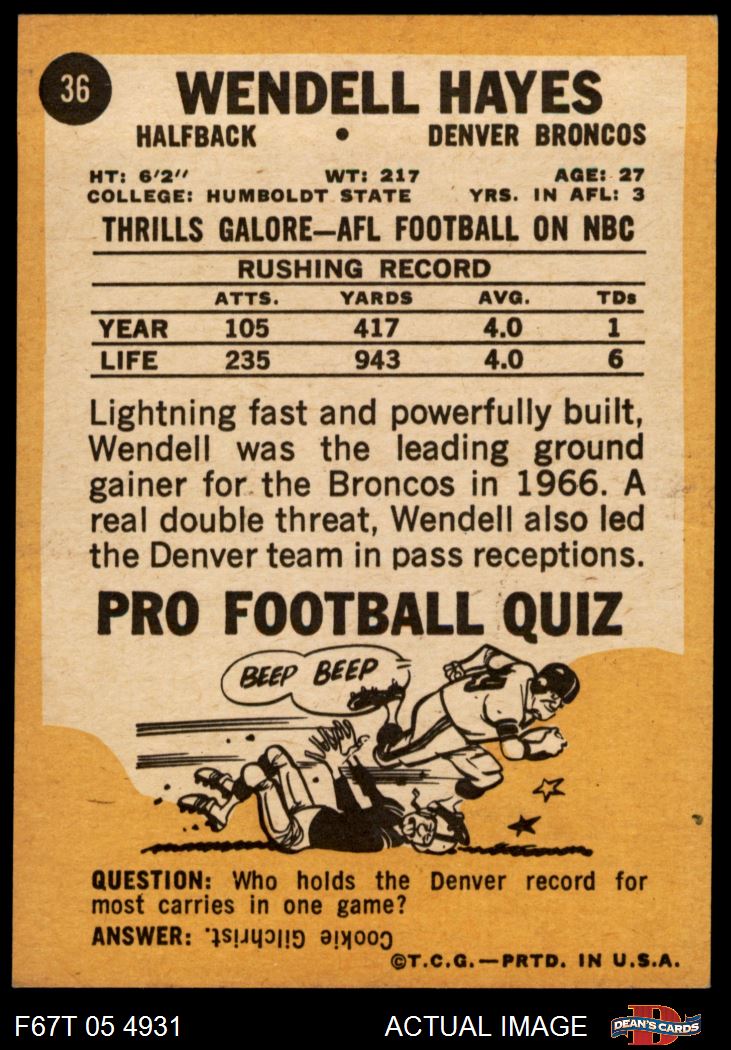 36
WENDELL HAYES
HALFBACK • DENVER BRONCOS
HT: 6'2" WT: 217 AGE: 27
COLLEGE: HUMBOLDT STATE YRS. IN AFL: 3
THRILLS GALORE—AFL FOOTBALL ON NBC
RUSHING RECORD
ATTS. YARDS AVG. TDs
YEAR 105 417 4.0 1
LIFE 235 943 4.0 6
Lightning fast and powerfully built,
Wendell was the leading ground
gainer for the Broncos in 1966. A
real double threat, Wendell also led
the Denver team in pass receptions.
PRO FOOTBALL QUIZ
BEEP BEEP
QUESTION: Who holds the Denver record for
most carries in one game?
ANSWER: Cookie Gilchrist.
©T.C.G.—PRTD. IN U.S.A.
F67T 05 4931 ACTUAL IMAGE
D
DEAN'S CARDS